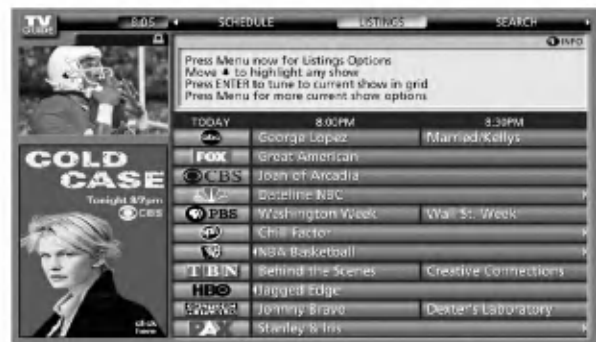 TV
GUIDE
8:05
SCHEDULE
LISTINGS
SEARCH
INFO
Press Menu now for Listings Options
Move to highlight any show
Press ENTER to tune to current show in grid
Press Menu for more current show options
TODAY 8:00PM 8:30PM
abc George Lopez Married/Kellys
FOX Great American
CBS Joan of Arcadia
Dateline NBC
PBS Washington Week Wall St. Week
Chill Factor
NBA Basketball
TBN Behind the Scenes Creative Connections
HBO Jagged Edge
Johnny Bravo Dexter's Laboratory
PAX Stanley & Iris
COLD
CASE
Tonight 8/7pm
CBS
click
here